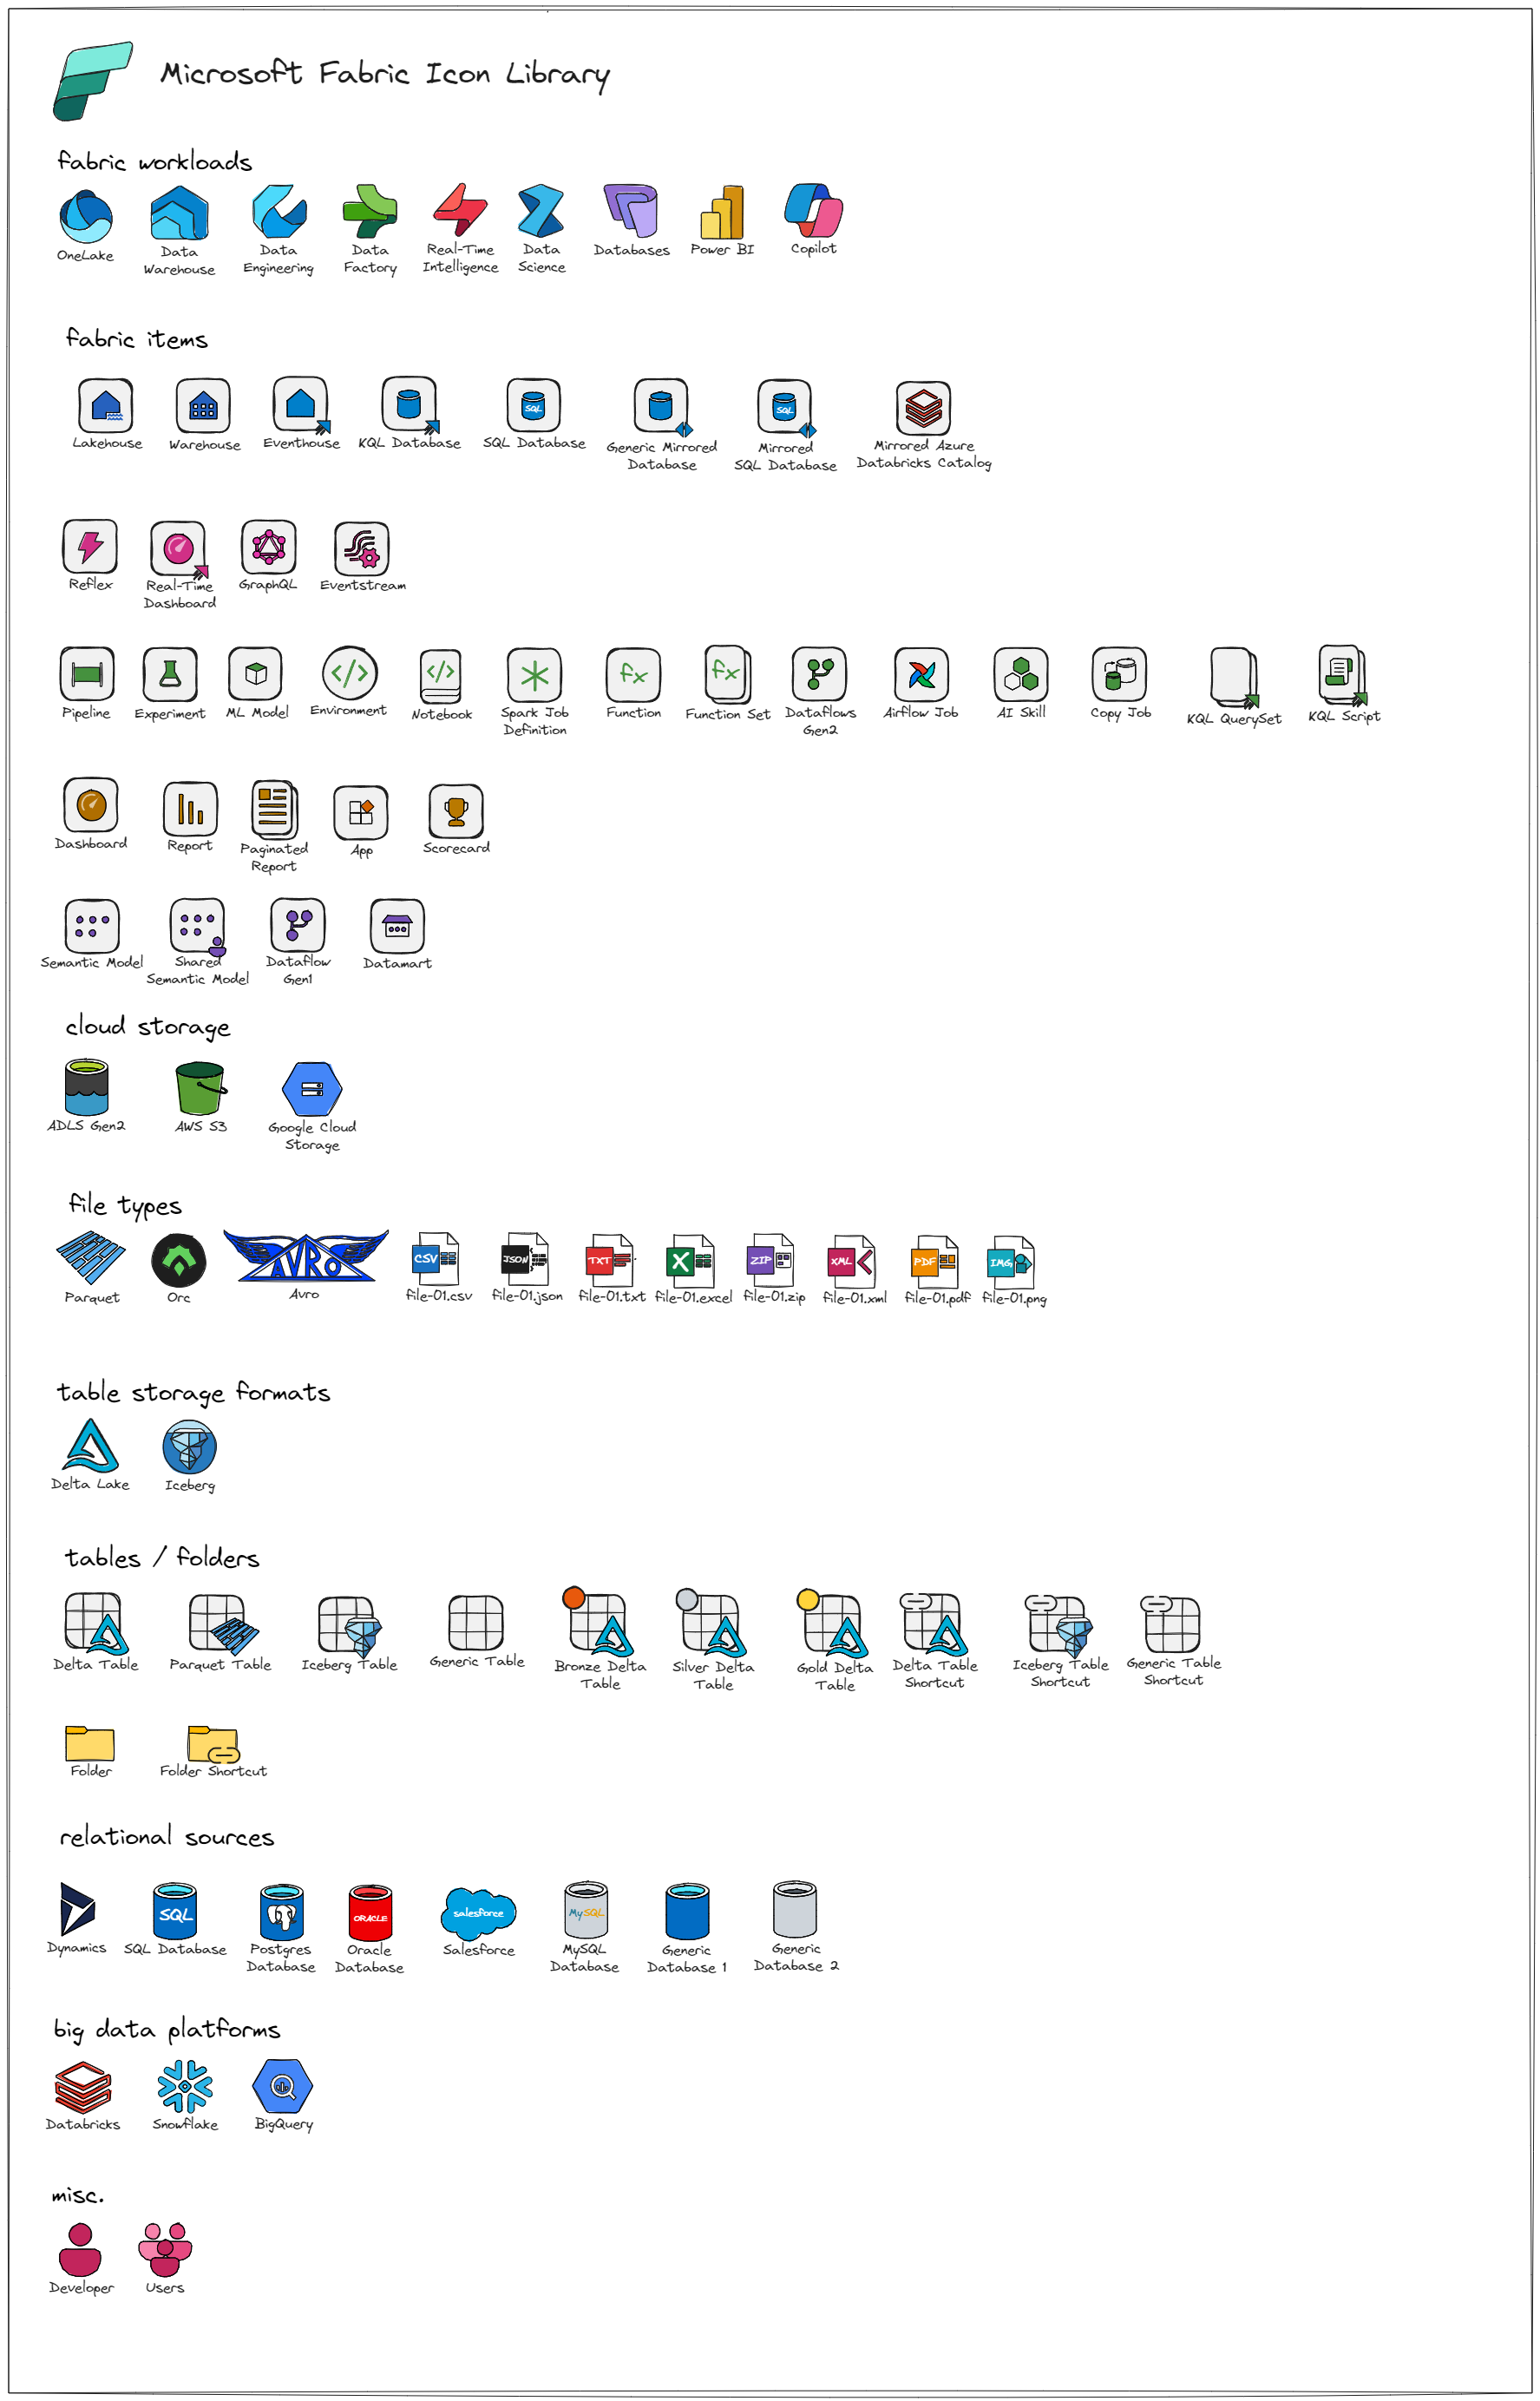 Microsoft Fabric Icon Library
fabric workloads
OneLake
Data
Warehouse
Data
Engineering
Data
Factory
Real-Time
Intelligence
Data
Science
Databases
Power BI
Copilot
fabric items
Lakehouse
Warehouse
Eventhouse
KQL Database
SQL
SQL Database
Generic Mirrored
Database
SQL
Mirrored
SQL Database
Mirrored Azure
Databricks Catalog
Reflex
Real-Time
Dashboard
GraphQL
Eventstream
Pipeline
Experiment
ML Model
</>
Environment
</>
Notebook
Spark Job
Definition
fx
Function
fx
Function Set
Dataflows
Gen2
Airflow Job
AI Skill
Copy Job
KQL QuerySet
KQL Script
Dashboard
Report
Paginated
Report
App
Scorecard
Semantic Model
Shared
Semantic Model
Dataflow
Gen1
Datamart
cloud storage
ADLS Gen2
AWS S3
Google Cloud
Storage
file types
Parquet
Orc
AVRO
Avro
CSV
file-01.csv
JSON
file-01.json
TXT
file-01.txt
X
file-01.excel
ZIP
file-01.zip
XML
file-01.xml
PDF
file-01.pdf
IMG
file-01.png
table storage formats
Delta Lake
Iceberg
tables / folders
Delta Table
Parquet Table
Iceberg Table
Generic Table
Bronze Delta
Table
Silver Delta
Table
Gold Delta
Table
Delta Table
Shortcut
Iceberg Table
Shortcut
Generic Table
Shortcut
Folder
Folder Shortcut
relational sources
Dynamics
SQL
SQL Database
Postgres
Database
ORACLE
Oracle
Database
salesforce
Salesforce
MySQL
MySQL
Database
Generic
Database 1
Generic
Database 2
big data platforms
Databricks
Snowflake
BigQuery
misc.
Developer
Users